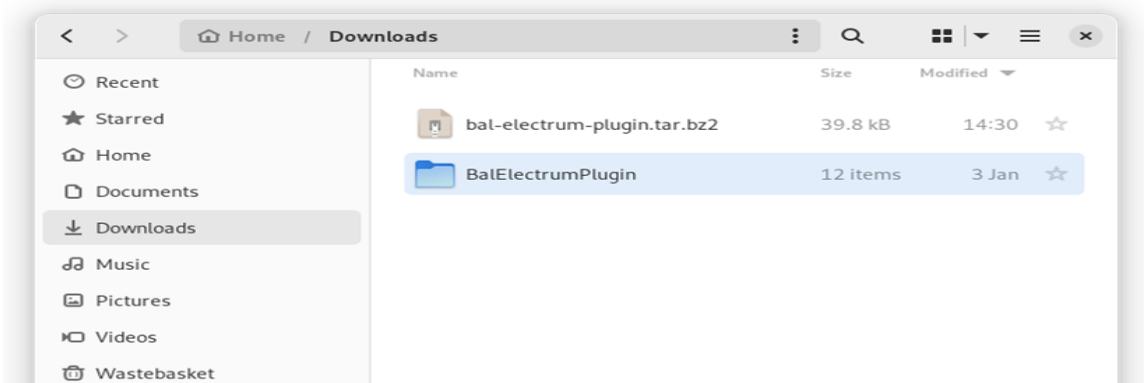 Home / Downloads
Name Size Modified
Recent
bal-electrum-plugin.tar.bz2 39.8 kB 14:30
Starred
Home
BalElectrumPlugin 12 items 3 Jan
Documents
Downloads
Music
Pictures
Videos
Wastebasket